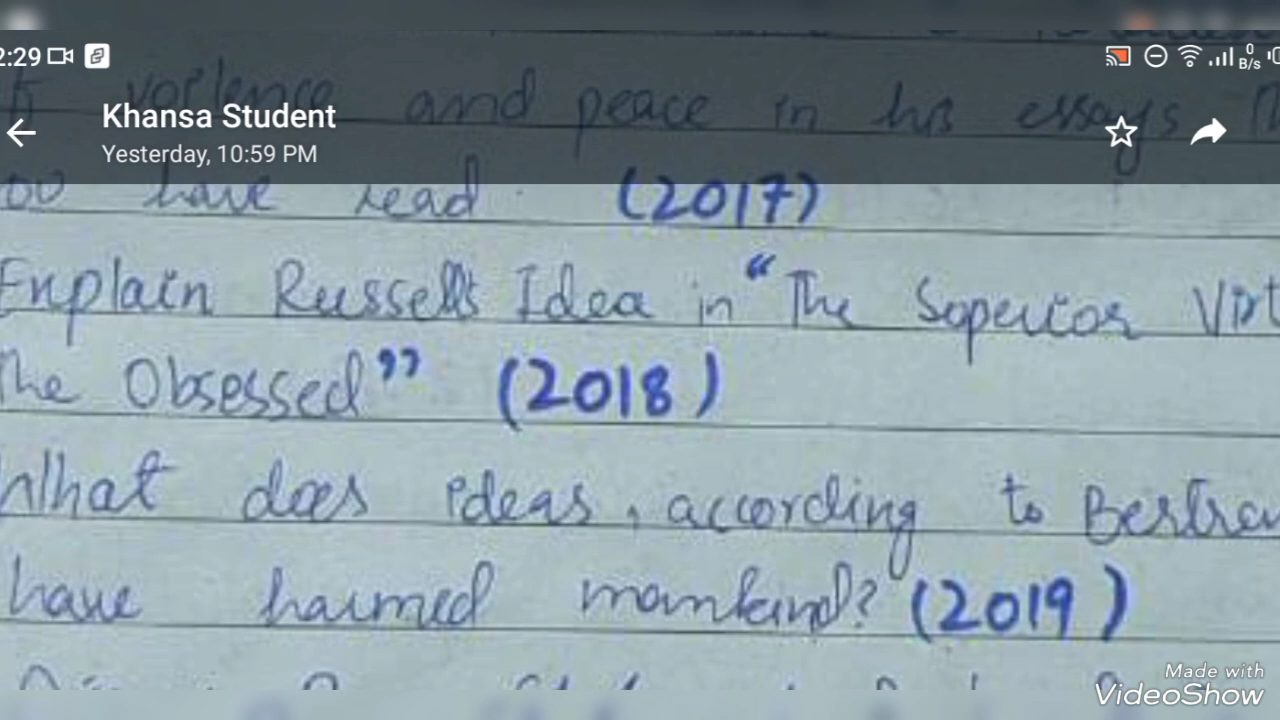 2:29
0 B/s
Khansa Student
Yesterday, 10:59 PM
and peace in his essays
have read. (2017)
Explain Russell's Idea in "The Soperior Virt
The Obsessed" (2018)
What does ideas, according to Bertran
have harmed mankind? (2019)
Made with
VideoShow